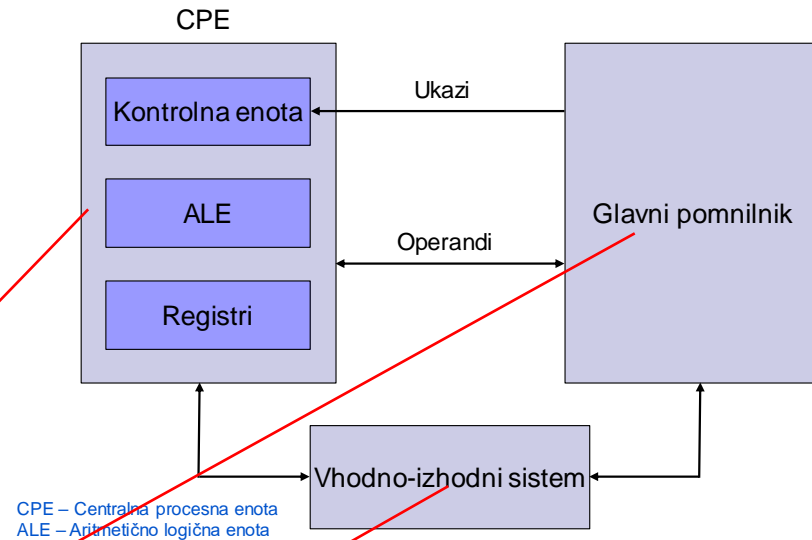 CPE
Ukazi
Kontrolna enota
ALE
Glavni pomnilnik
Operandi
Registri
Vhodno-izhodni sistem
CPE – Centralna procesna enota
ALE – Aritmetično logična enota